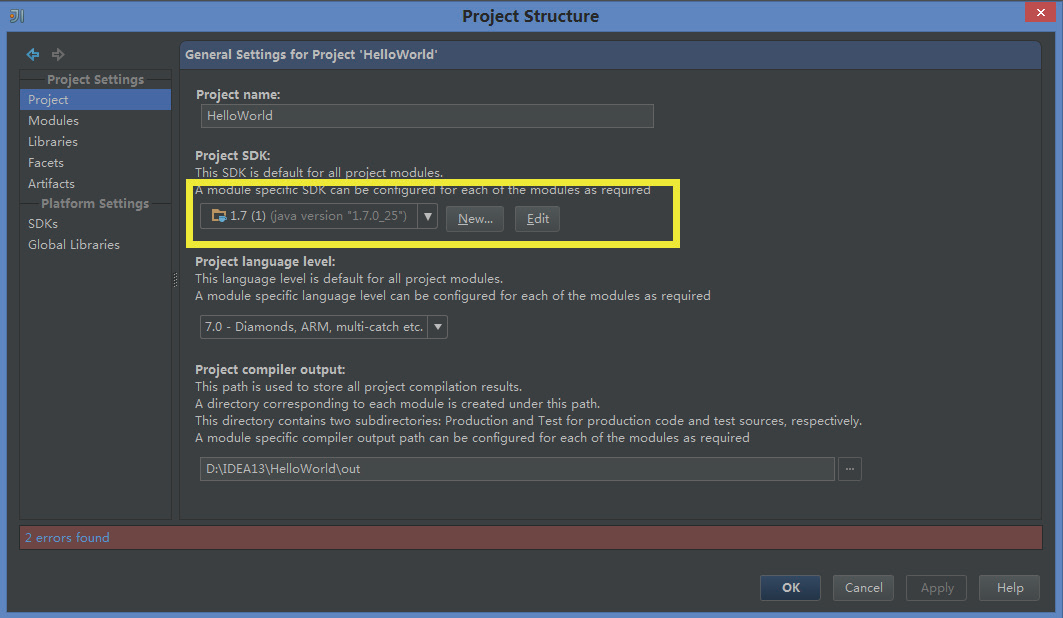 Project Structure
Project Settings
Project
Modules
Libraries
Facets
Artifacts
Platform Settings
SDKs
Global Libraries
General Settings for Project 'HelloWorld'
Project name:
HelloWorld
Project SDK:
This SDK is default for all project modules.
A module specific SDK can be configured for each of the modules as required
1.7 (1) (java version "1.7.0_25")
New...
Edit
Project language level:
This language level is default for all project modules.
A module specific language level can be configured for each of the modules as required
7.0 - Diamonds, ARM, multi-catch etc.
Project compiler output:
This path is used to store all project compilation results.
A directory corresponding to each module is created under this path.
This directory contains two subdirectories: Production and Test for production code and test sources, respectively.
A module specific compiler output path can be configured for each of the modules as required
D:\IDEA13\HelloWorld\out
...
2 errors found
OK
Cancel
Apply
Help